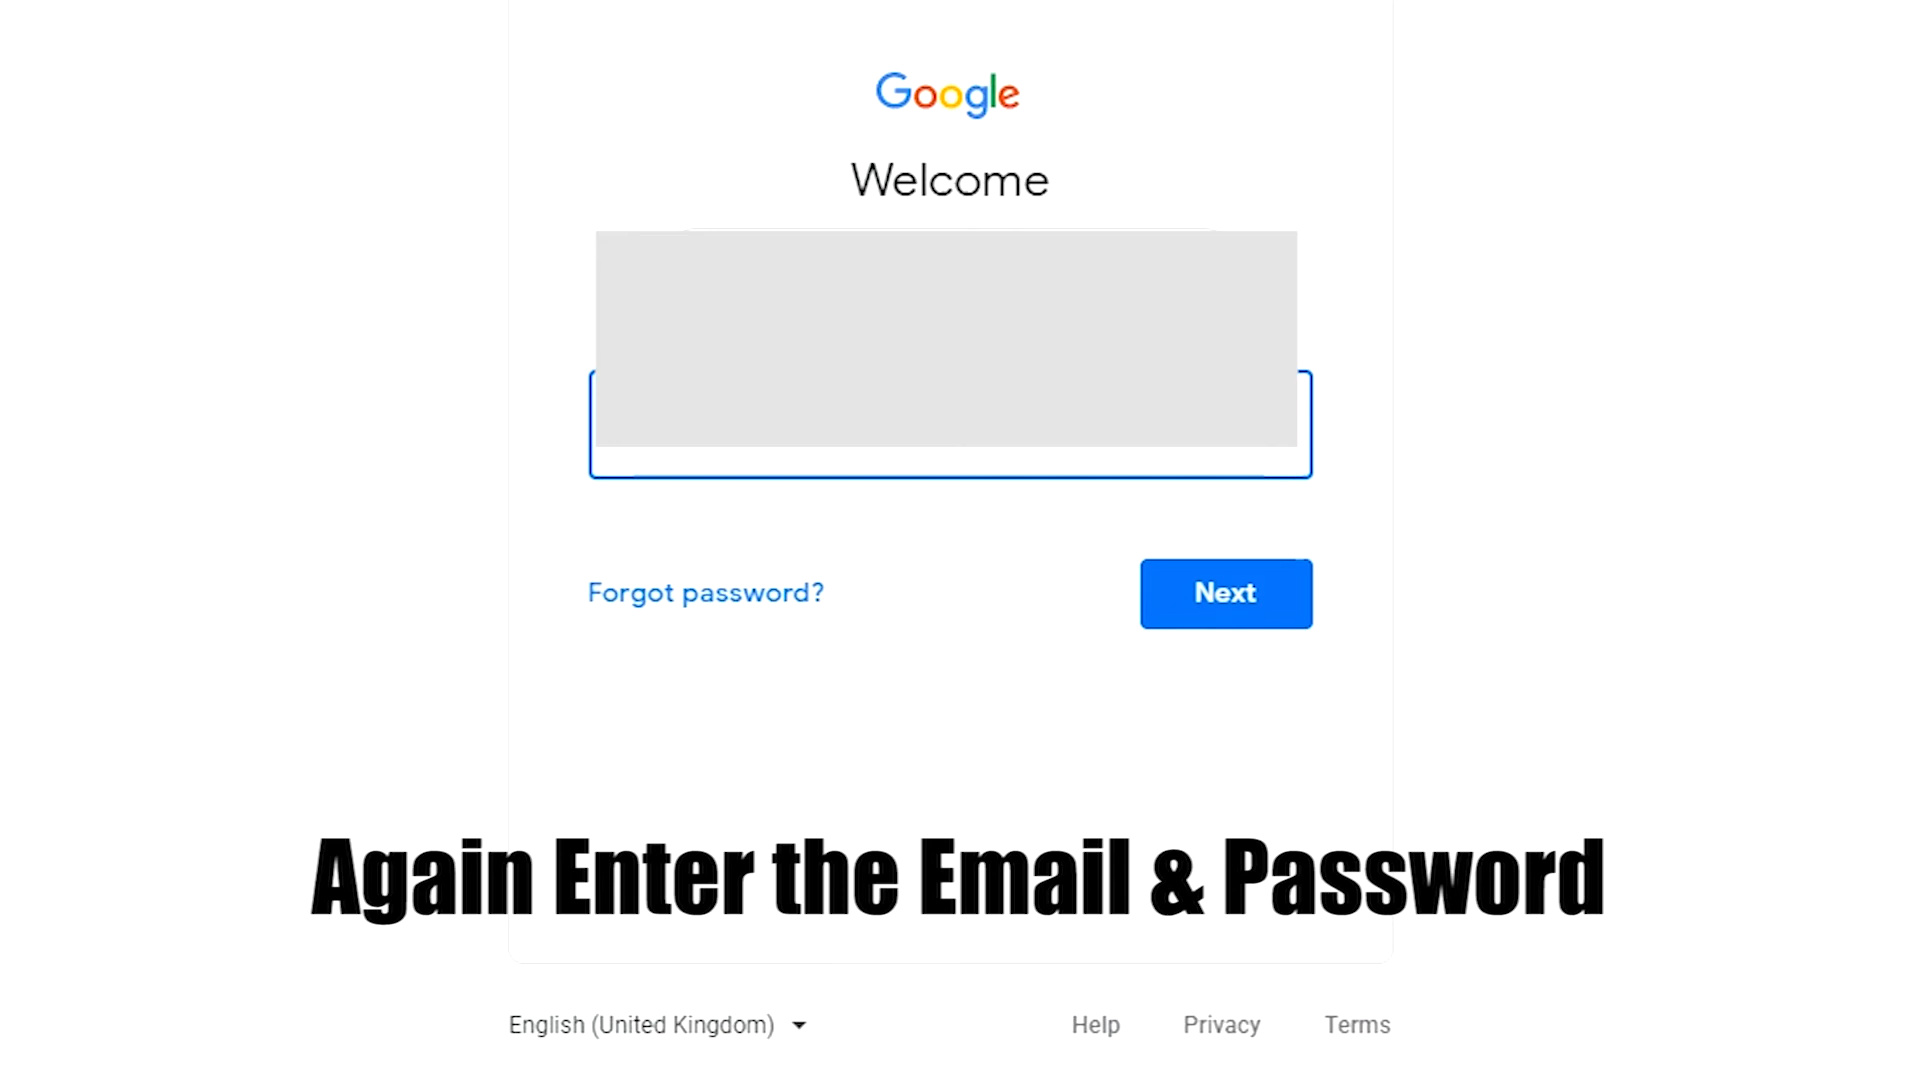 Google
Welcome
Forgot password?
Next
Again Enter the Email & Password
English (United Kingdom)
Help
Privacy
Terms